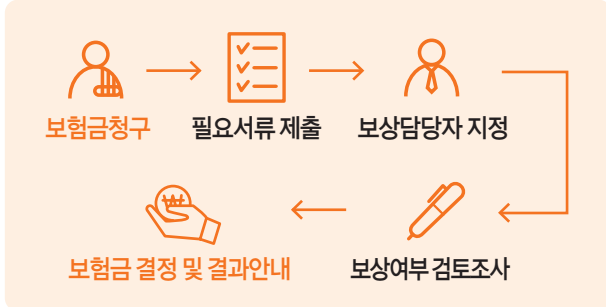 보험금청구
필요서류 제출
보상담당자 지정
보상여부 검토조사
보험금 결정 및 결과안내